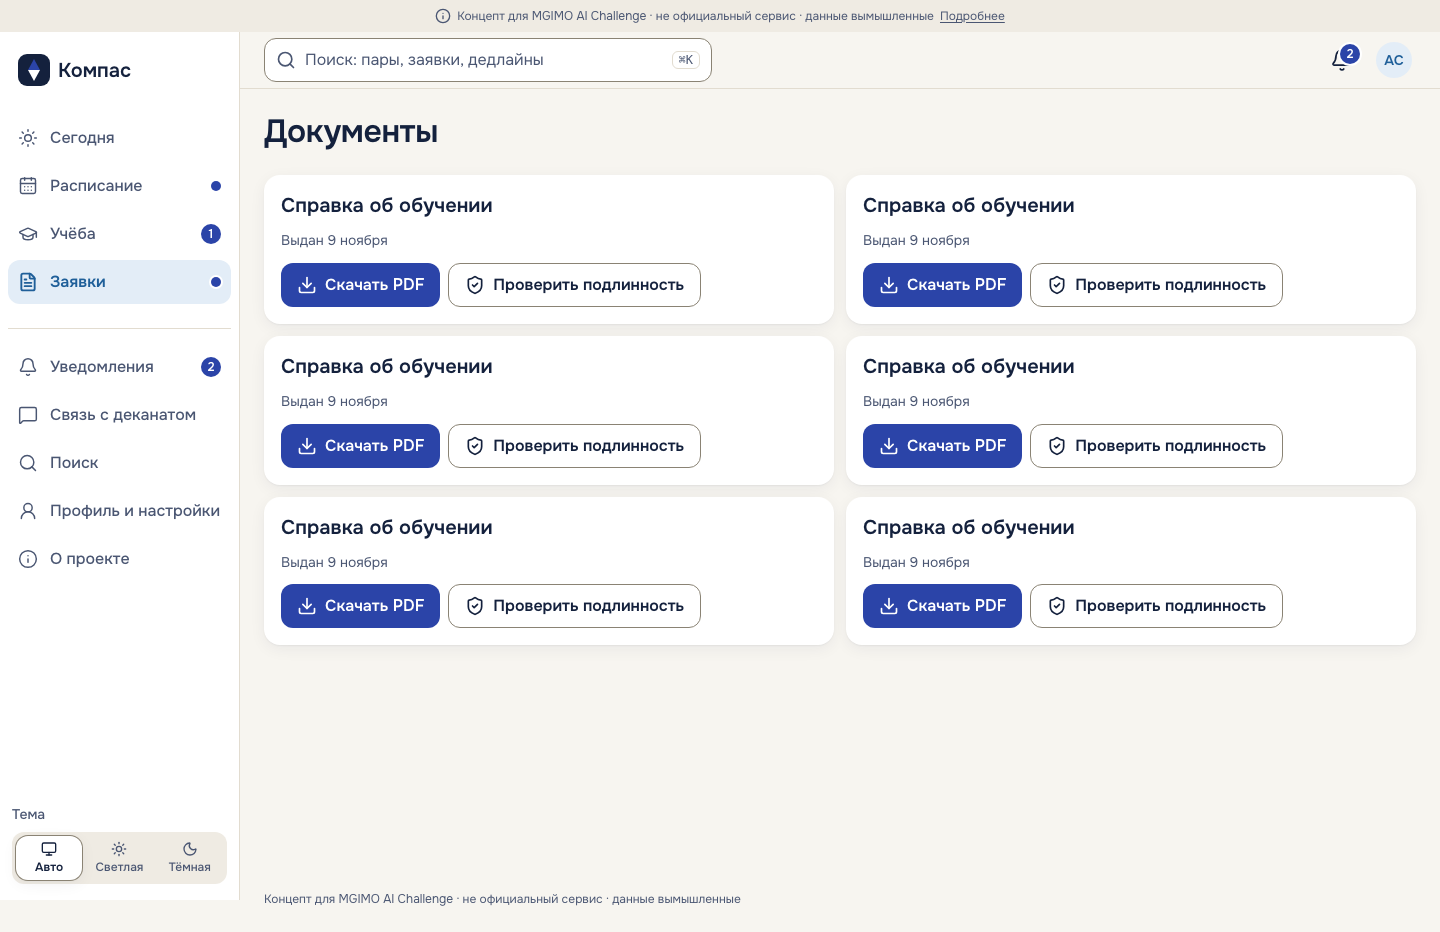 Концепт для MGIMO AI Challenge · не официальный сервис · данные вымышленные Подробнее
Компас
Поиск: пары, заявки, дедлайны
⌘K
2
АС
Сегодня
Расписание
Учёба
1
Заявки
Уведомления
2
Связь с деканатом
Поиск
Профиль и настройки
О проекте
Тема
Авто
Светлая
Тёмная
Документы
Справка об обучении
Выдан 9 ноября
Скачать PDF
Проверить подлинность
Справка об обучении
Выдан 9 ноября
Скачать PDF
Проверить подлинность
Справка об обучении
Выдан 9 ноября
Скачать PDF
Проверить подлинность
Справка об обучении
Выдан 9 ноября
Скачать PDF
Проверить подлинность
Справка об обучении
Выдан 9 ноября
Скачать PDF
Проверить подлинность
Справка об обучении
Выдан 9 ноября
Скачать PDF
Проверить подлинность
Концепт для MGIMO AI Challenge · не официальный сервис · данные вымышленные